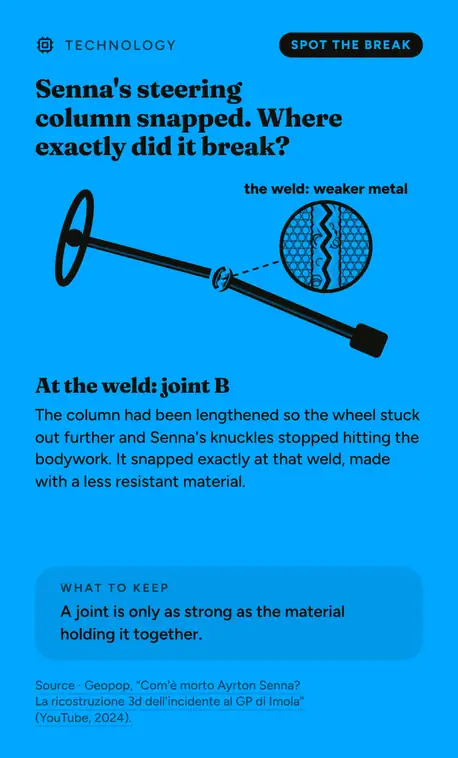 TECHNOLOGY
SPOT THE BREAK
Senna's steering
column snapped. Where
exactly did it break?
the weld: weaker metal
At the weld: joint B
The column had been lengthened so the wheel stuck
out further and Senna's knuckles stopped hitting the
bodywork. It snapped exactly at that weld, made
with a less resistant material.
WHAT TO KEEP
A joint is only as strong as the material
holding it together.
Source · Geopop, "Com'è morto Ayrton Senna?
La ricostruzione 3d dell'incidente al GP di Imola"
(YouTube, 2024).